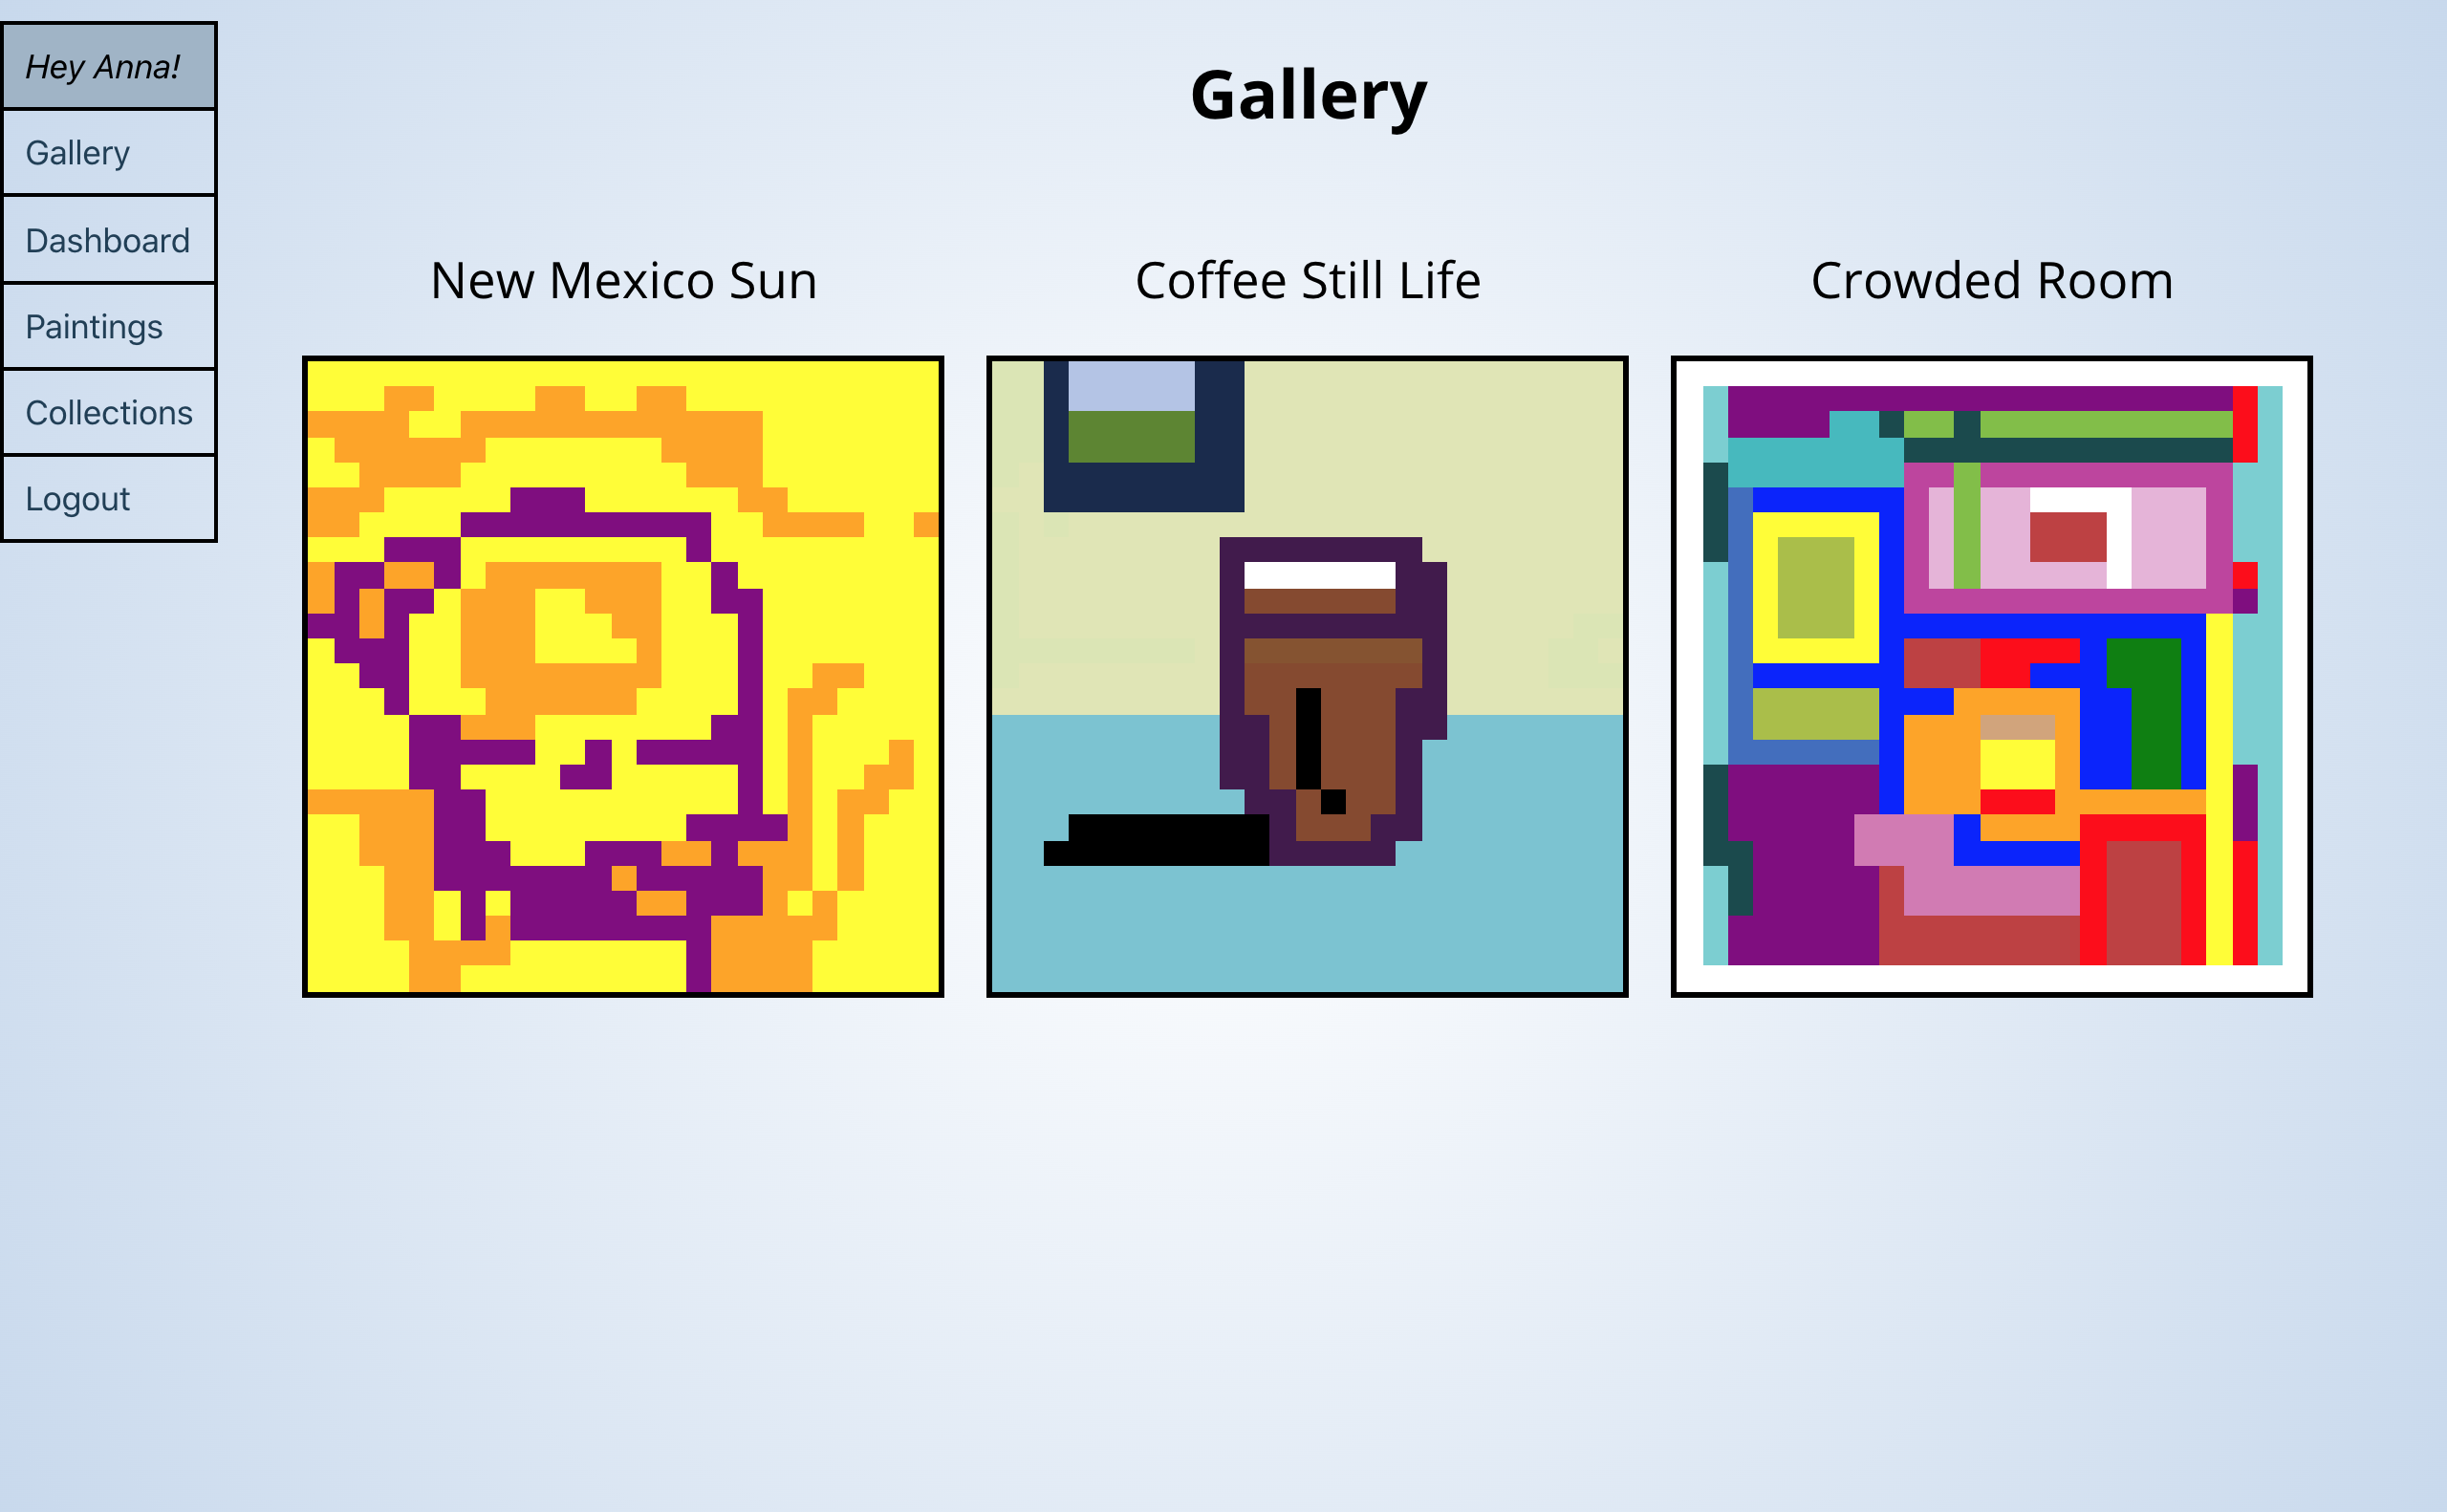 Hey Anna!
Gallery
Dashboard
Paintings
Collections
Logout
Gallery
New Mexico Sun
Coffee Still Life
Crowded Room